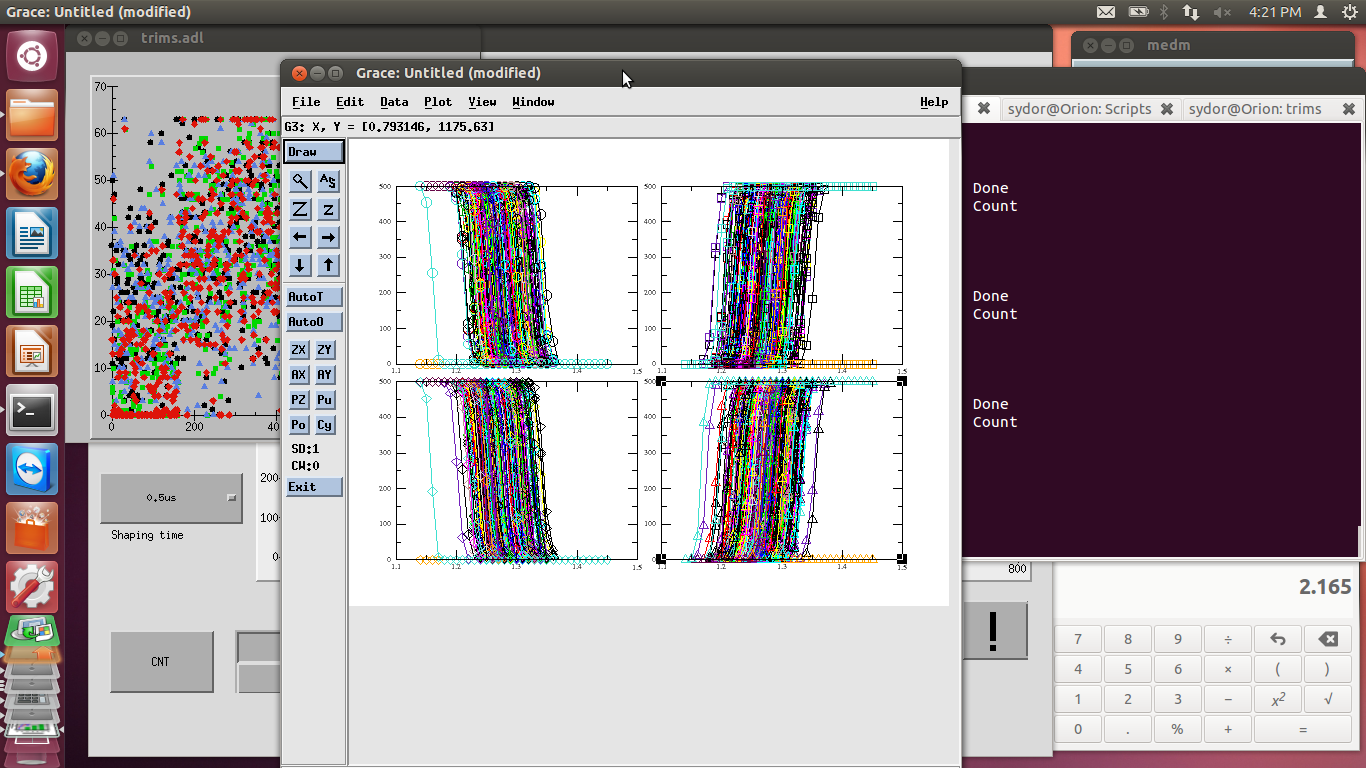 Grace: Untitled (modified)
4:21 PM
trims.adl
medm
Grace: Untitled (modified)
File Edit Data Plot View Window Help
G3: X, Y = [0.793146, 1175.63]
sydor@Orion: Scripts
sydor@Orion: trims
Draw
AS
Z z
AutoT
AutoO
ZX ZY
AX AY
PZ Pu
Po Cy
SD:1
CW:0
Exit
70
60
50
40
30
20
10
0
0 200 40
500 500
400 400
300 300
200 200
100 100
0 0
1.1 1.2 1.3 1.4 1.5 1.1 1.2 1.3 1.4 1.5
500 500
400 400
300 300
200 200
100 100
0 0
1.1 1.2 1.3 1.4 1.5 1.1 1.2 1.3 1.4 1.5
Done
Count
Done
Count
Done
Count
0.5us
Shaping time
200
100
0
800
CNT
!
2.165
7 8 9 ÷
4 5 6 × ( )
1 2 3 − x² √
0 . % + =